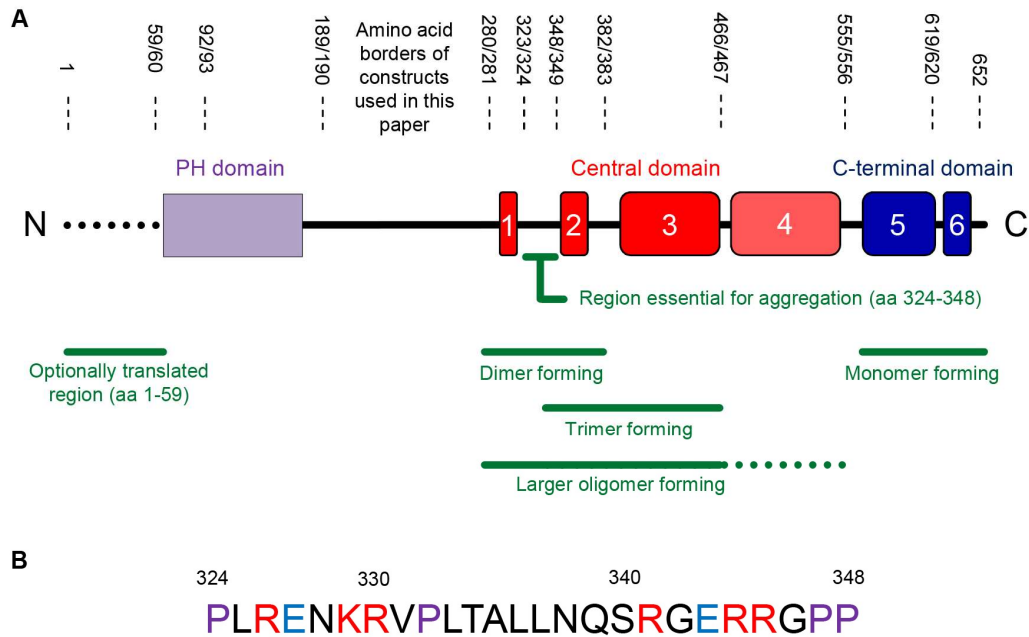 A
1
59/60
92/93
189/190
Amino acid
borders of
constructs
used in this
paper
280/281
323/324
348/349
382/383
466/467
555/556
619/620
652
PH domain
Central domain
C-terminal domain
N
1
2
3
4
5
6
C
Region essential for aggregation (aa 324-348)
Optionally translated
region (aa 1-59)
Dimer forming
Monomer forming
Trimer forming
Larger oligomer forming
B
324
330
340
348
PLRENKRVPLTALLNQSRGERRGPP